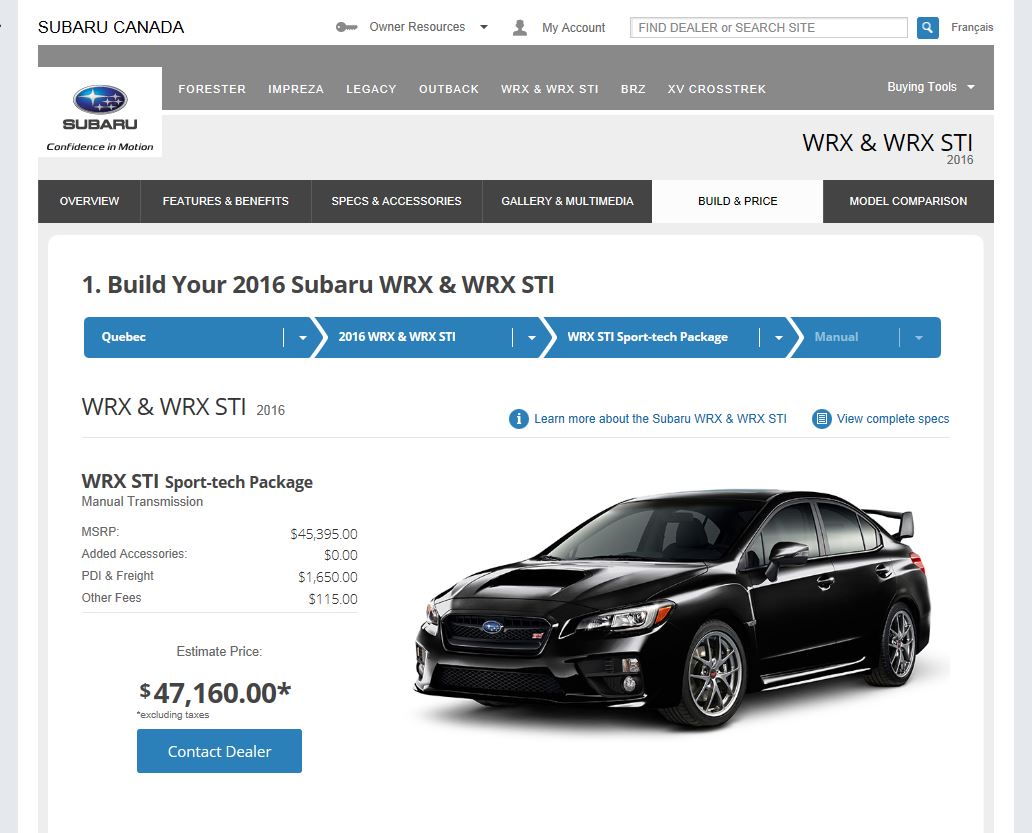 SUBARU CANADA
Owner Resources
My Account
FIND DEALER or SEARCH SITE
Français
SUBARU
Confidence in Motion
FORESTER IMPREZA LEGACY OUTBACK WRX & WRX STI BRZ XV CROSSTREK
Buying Tools
WRX & WRX STI
2016
OVERVIEW FEATURES & BENEFITS SPECS & ACCESSORIES GALLERY & MULTIMEDIA BUILD & PRICE MODEL COMPARISON
1. Build Your 2016 Subaru WRX & WRX STI
Quebec 2016 WRX & WRX STI WRX STI Sport-tech Package Manual
WRX & WRX STI 2016
Learn more about the Subaru WRX & WRX STI View complete specs
WRX STI Sport-tech Package
Manual Transmission
MSRP: $45,395.00
Added Accessories: $0.00
PDI & Freight $1,650.00
Other Fees $115.00
Estimate Price:
$47,160.00*
*excluding taxes
Contact Dealer